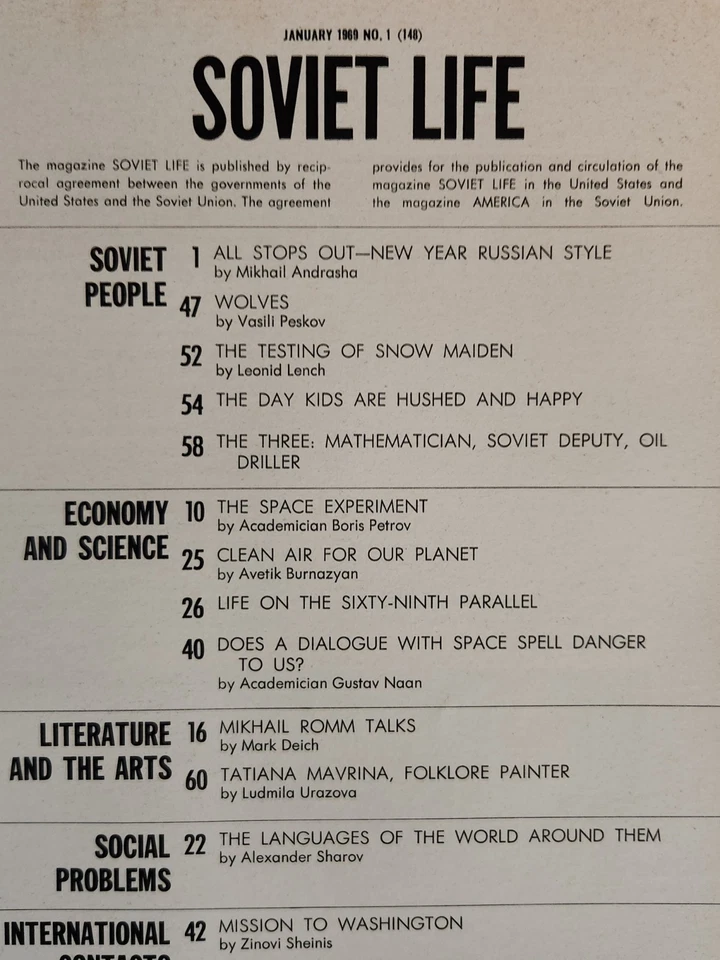 JANUARY 1969 NO. 1 (148)
SOVIET LIFE
The magazine SOVIET LIFE is published by recip-
rocal agreement between the governments of the
United States and the Soviet Union. The agreement
provides for the publication and circulation of the
magazine SOVIET LIFE in the United States and
the magazine AMERICA in the Soviet Union.
SOVIET
PEOPLE
1 ALL STOPS OUT—NEW YEAR RUSSIAN STYLE
by Mikhail Andrasha
47 WOLVES
by Vasili Peskov
52 THE TESTING OF SNOW MAIDEN
by Leonid Lench
54 THE DAY KIDS ARE HUSHED AND HAPPY
58 THE THREE: MATHEMATICIAN, SOVIET DEPUTY, OIL
DRILLER
ECONOMY
AND SCIENCE
10 THE SPACE EXPERIMENT
by Academician Boris Petrov
25 CLEAN AIR FOR OUR PLANET
by Avetik Burnazyan
26 LIFE ON THE SIXTY-NINTH PARALLEL
40 DOES A DIALOGUE WITH SPACE SPELL DANGER
TO US?
by Academician Gustav Naan
LITERATURE
AND THE ARTS
16 MIKHAIL ROMM TALKS
by Mark Deich
60 TATIANA MAVRINA, FOLKLORE PAINTER
by Ludmila Urazova
SOCIAL
PROBLEMS
22 THE LANGUAGES OF THE WORLD AROUND THEM
by Alexander Sharov
INTERNATIONAL
42 MISSION TO WASHINGTON
by Zinovi Sheinis